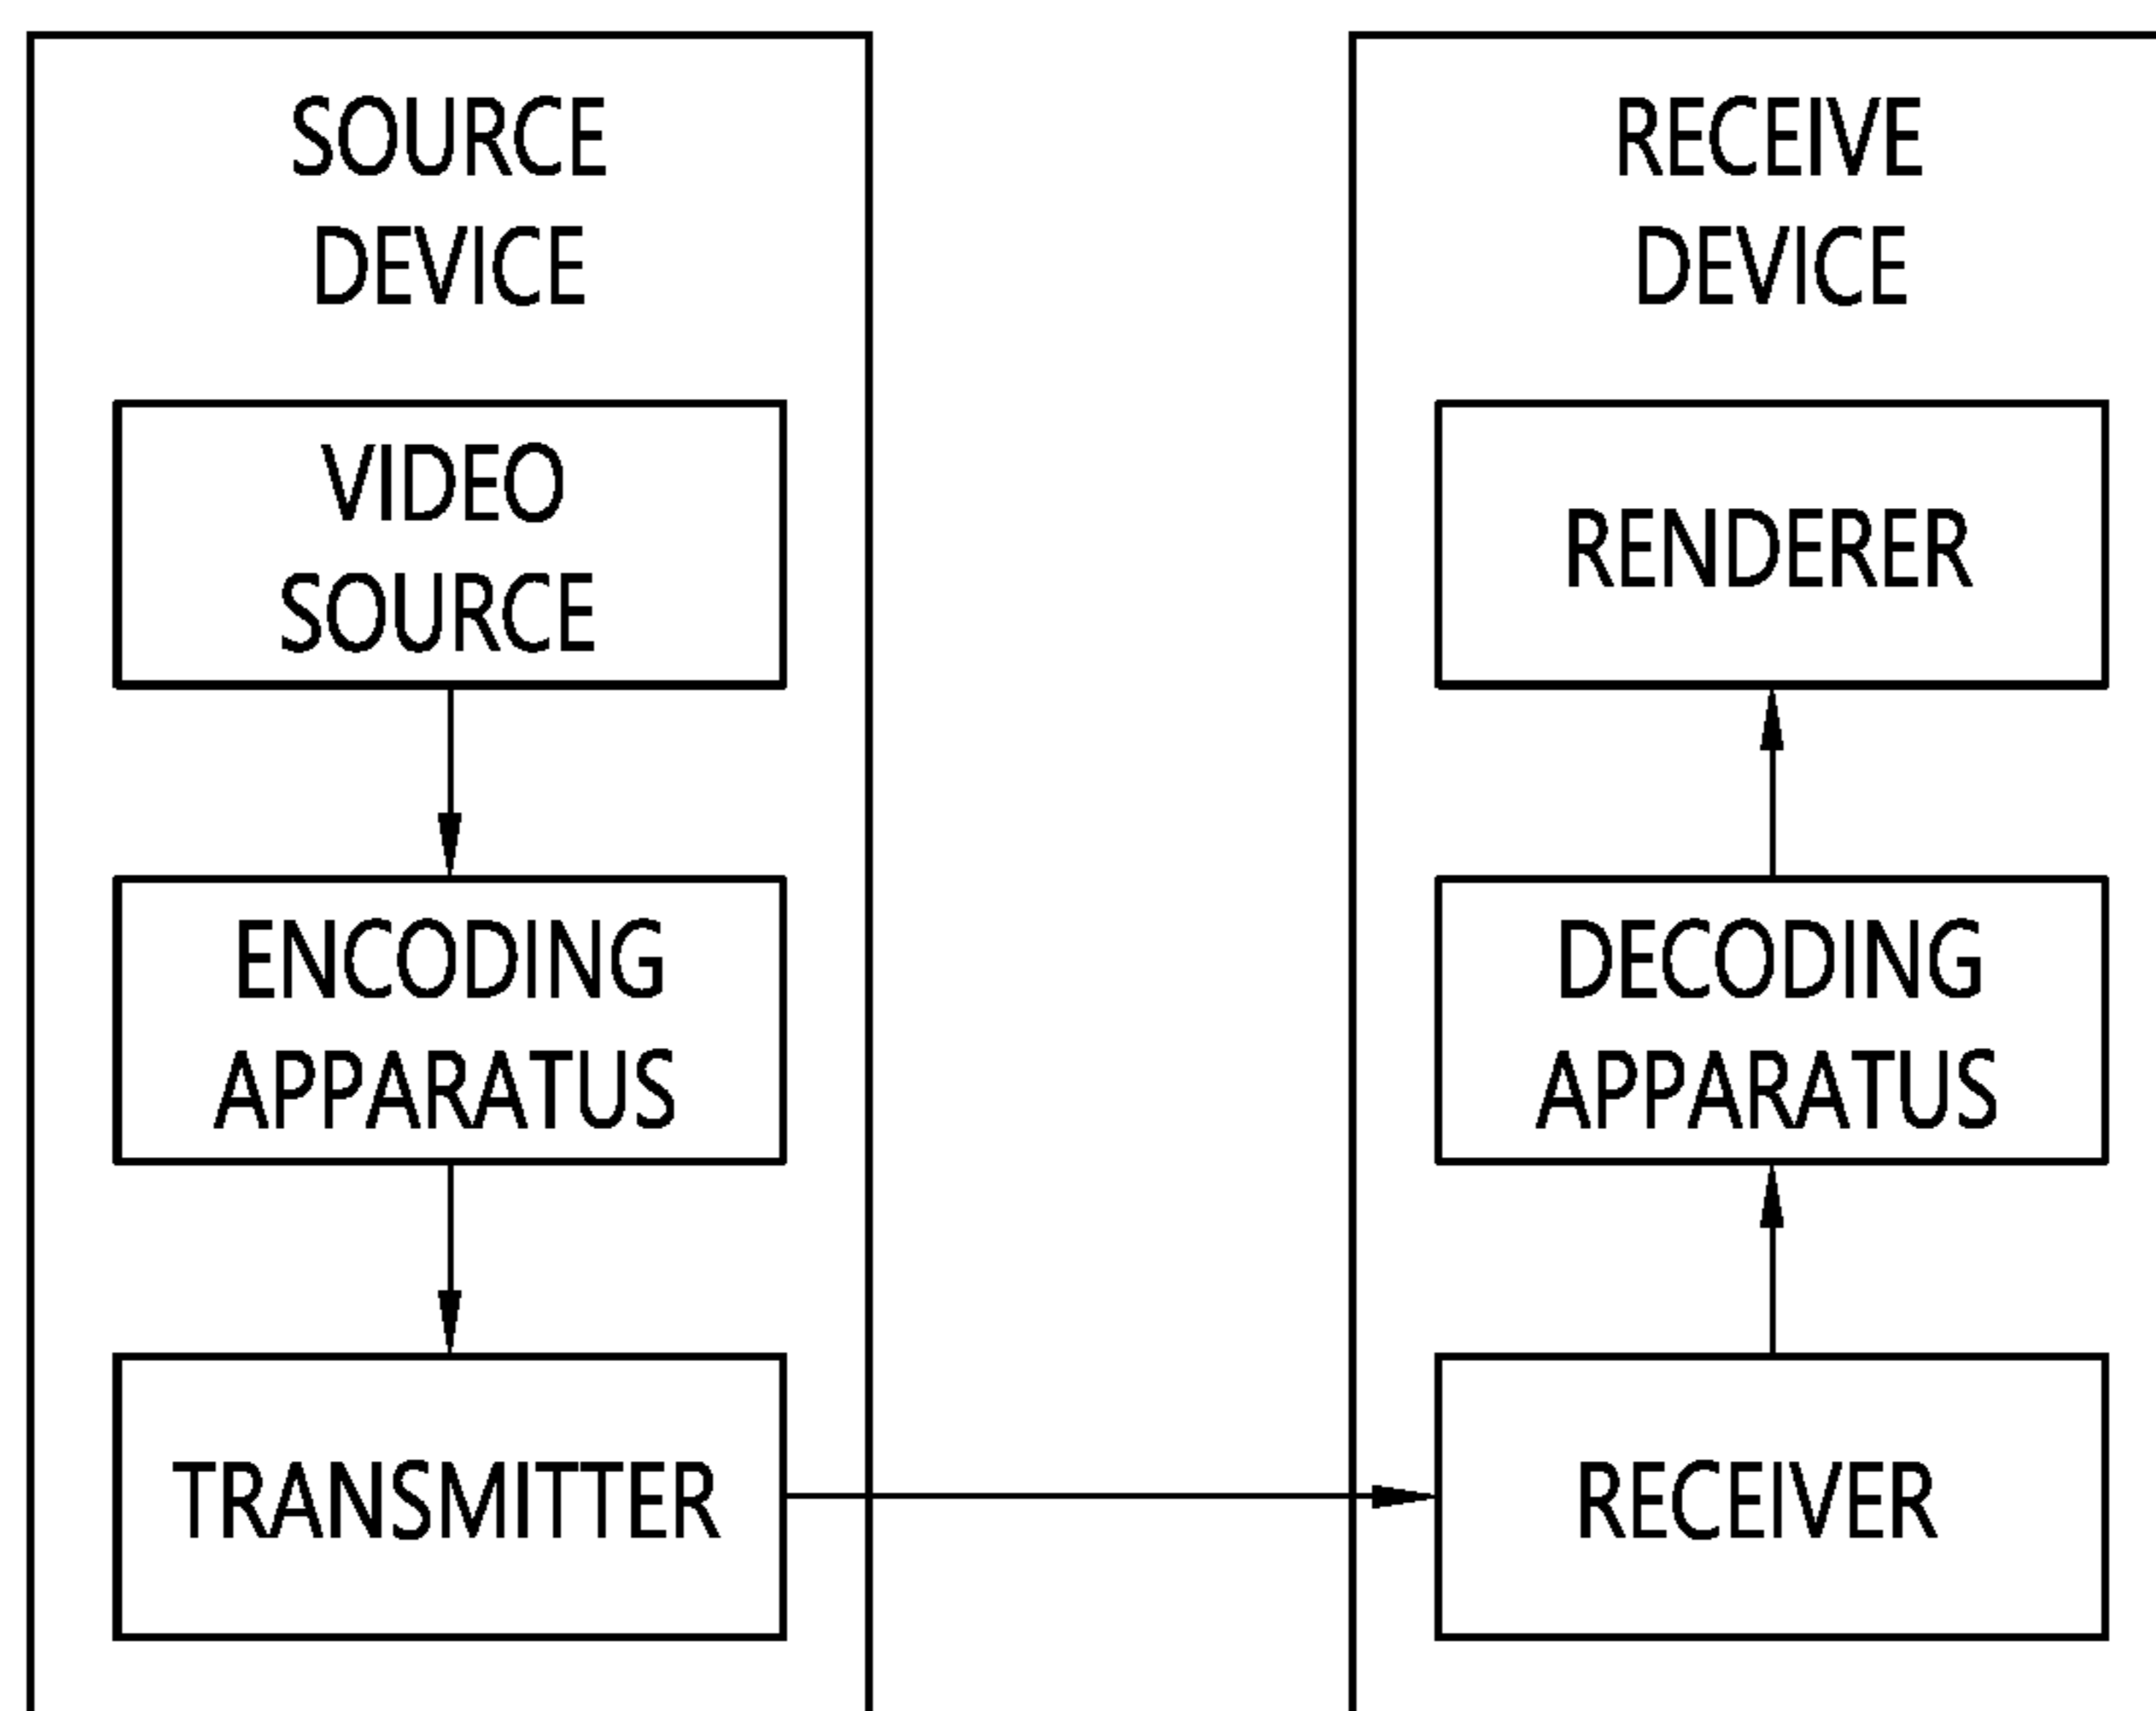 SOURCE
DEVICE
VIDEO
SOURCE
ENCODING
APPARATUS
TRANSMITTER
RECEIVE
DEVICE
RENDERER
DECODING
APPARATUS
RECEIVER